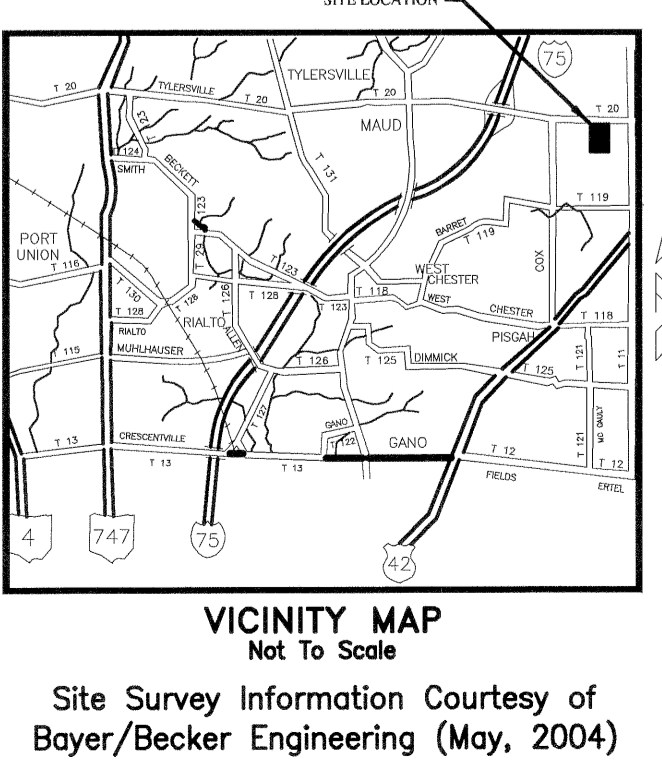 SITE LOCATION
75
T 20
TYLERSVILLE
T 20
TYLERSVILLE
T 20
T 20
MAUD
T 123
T 124
SMITH
BECKETT
T 131
123
T 119
BARRET
T 119
PORT
UNION
T 116
T 29
T 123
COX
WEST
CHESTER
T 130
T 128
T 128
T 126
T 128
T 123
T 118
WEST
CHESTER
T 118
RIALTO
RIALTO
ALLEN
PISGAH
115
MUHLHAUSER
T 126
T 125
DIMMICK
T 125
T 121
T 11
T 127
MC CAULY
T 121
T 13
CRESCENTVILLE
T 13
T 13
GANO
T 122
GANO
T 12
FIELDS
T 12
ERTEL
4
747
75
42
VICINITY MAP
Not To Scale
Site Survey Information Courtesy of
Bayer/Becker Engineering (May, 2004)